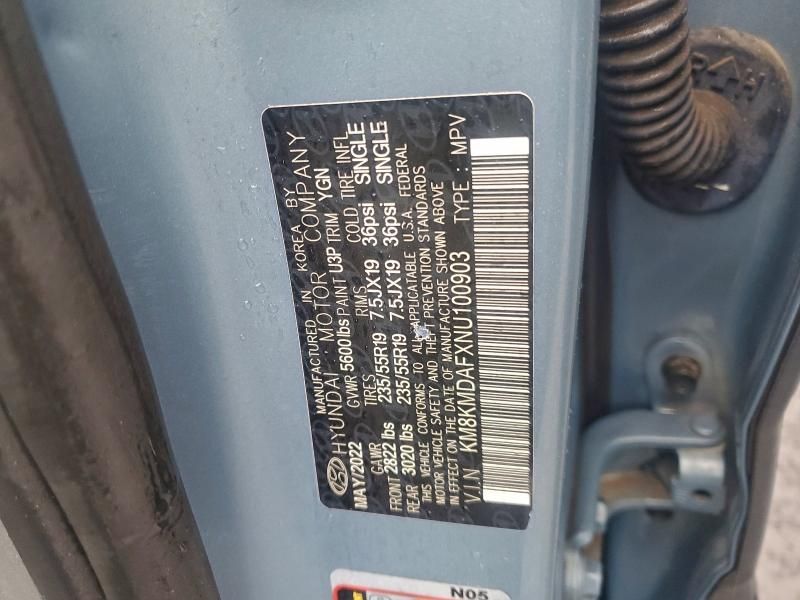 MANUFACTURED IN KOREA BY
HYUNDAI MOTOR COMPANY
MAY/2022 GVWR 5600 lbs PAINT U3P TRIM YGN
GAWR TIRES RIMS COLD TIRE INFL
FRONT 2822 lbs 235/55R19 7.5JX19 36psi SINGLE
REAR 3020 lbs 235/55R19 7.5JX19 36psi SINGLE
THIS VEHICLE CONFORMS TO ALL APPLICABLE U.S.A. FEDERAL
MOTOR VEHICLE SAFETY AND THEFT PREVENTION STANDARDS
IN EFFECT ON THE DATE OF MANUFACTURE SHOWN ABOVE
V.I.N : KM8KMDAFXNU100903 TYPE : MPV
N05